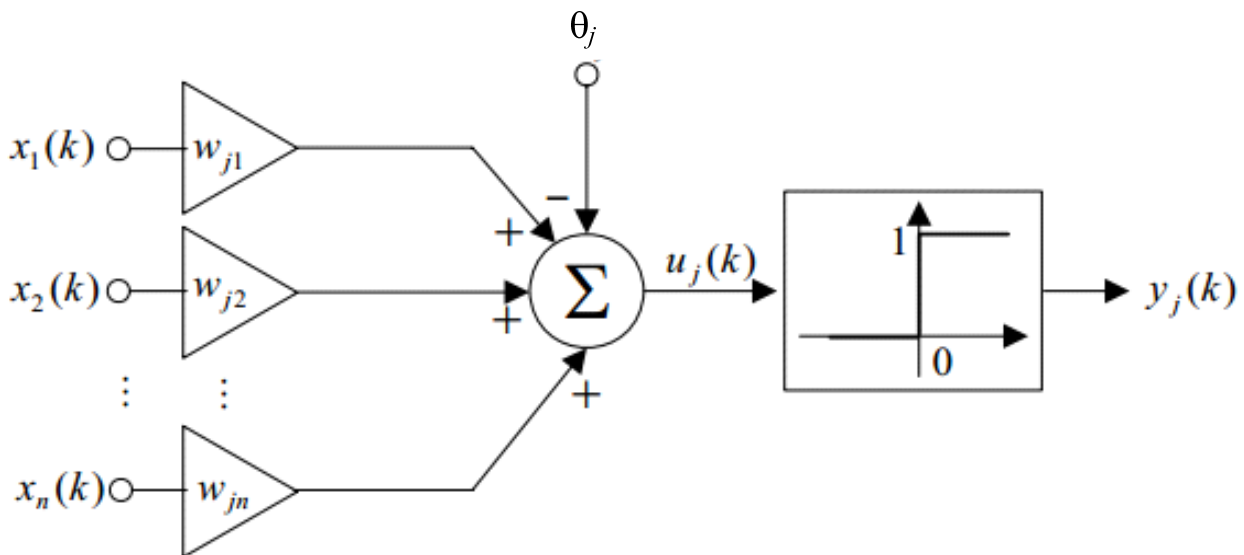 θj
x1(k) wj1
−
+
x2(k) wj2 + Σ uj(k) 1 0 yj(k)
⋮ ⋮
+
xn(k) wjn